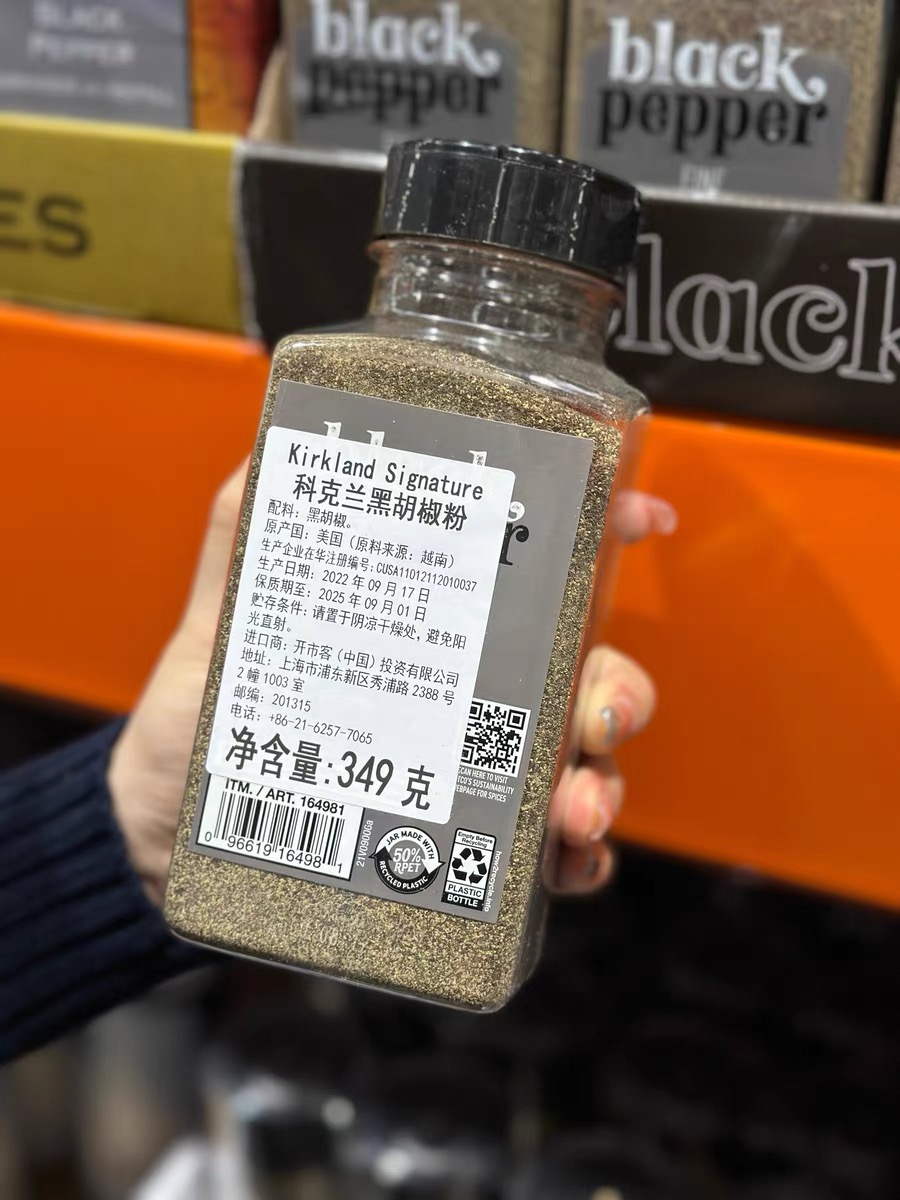 BLACK
PEPPER
black
pepper
black
pepper
FINE
ES
black
Kirkland Signature
科克兰黑胡椒粉
配料：黑胡椒。
原产国：美国（原料来源：越南）
生产企业在华注册编号：CUSA11012112010037
生产日期：2022 年 09 月 17 日
保质期至：2025 年 09 月 01 日
贮存条件：请置于阴凉干燥处，避免阳
光直射。
进口商：开市客（中国）投资有限公司
地址：上海市浦东新区秀浦路 2388 号
2 幢 1003 室
邮编：201315
电话：+86-21-6257-7065
净含量：349 克
SCAN HERE TO VISIT
TCO'S SUSTAINABILITY
EBPAGE FOR SPICES
ITM. / ART. 164981
0 96619 16498 1
21V09006a
JAR MADE WITH
50%
RPET
RECYCLED PLASTIC
Empty Before
Recycling
PLASTIC
BOTTLE
how2recycle.info